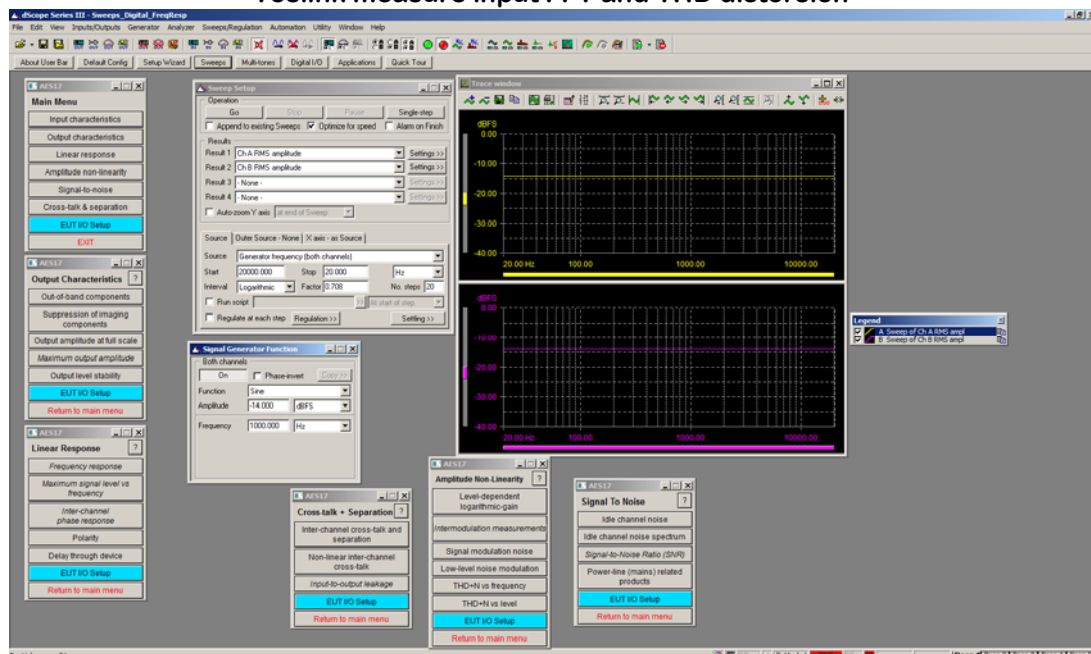 Toslink measure input FFT and THD distorsion
dScope Series III - Sweeps_Digital_FreqResp
File Edit View Inputs/Outputs Generator Analyzer Sweeps/Regulation Automation Utility Window Help
About User Bar Default Config Setup Wizard Sweeps Multi-tones Digital I/O Applications Quick Tour
AES17
Main Menu
Input characteristics
Output characteristics
Linear response
Amplitude non-linearity
Signal-to-noise
Cross-talk & separation
EUT I/O Setup
EXIT
AES17
Output Characteristics ?
Out-of-band components
Suppression of imaging
components
Output amplitude at full scale
Maximum output amplitude
Output level stability
EUT I/O Setup
Return to main menu
AES17
Linear Response ?
Frequency response
Maximum signal level vs
frequency
Inter-channel
phase response
Polarity
Delay through device
EUT I/O Setup
Return to main menu
Sweep Setup
Operation
Go Stop Pause Single-step
Append to existing Sweeps Optimize for speed Alarm on Finish
Results
Result 1 Ch A RMS amplitude Settings >>
Result 2 Ch B RMS amplitude Settings >>
Result 3 - None - Settings >>
Result 4 - None - Settings >>
Auto-zoom Y axis at end of Sweep
Source Outer Source - None X axis - as Source
Source Generator frequency (both channels)
Start 20000.000 Stop 20.000 Hz
Interval Logarithmic Factor 0.708 No. steps 20
Run script >> At start of step
Regulate at each step Regulation >> Setting >>
Signal Generator Function
Both channels
On Phase-invert Copy >>
Function Sine
Amplitude -14.000 dBFS
Frequency 1000.000 Hz
Trace window
dBFS
0.00
-10.00
-20.00
-30.00
-40.00
20.00 Hz 100.00 1000.00 10000.00
dBFS
0.00
-10.00
-20.00
-30.00
-40.00
20.00 Hz 100.00 1000.00 10000.00
Legend
A Sweep of Ch A RMS ampl
B Sweep of Ch B RMS ampl
AES17
Cross-talk + Separation ?
Inter-channel cross-talk and
separation
Non-linear inter-channel
cross-talk
Input-to-output leakage
EUT I/O Setup
Return to main menu
AES17
Amplitude Non-Linearity ?
Level-dependent
logarithmic-gain
Intermodulation measurements
Signal modulation noise
Low-level noise modulation
THD+N vs frequency
THD+N vs level
EUT I/O Setup
Return to main menu
AES17
Signal To Noise ?
Idle channel noise
Idle channel noise spectrum
Signal-to-Noise Ratio (SNR)
Power-line (mains) related
products
EUT I/O Setup
Return to main menu